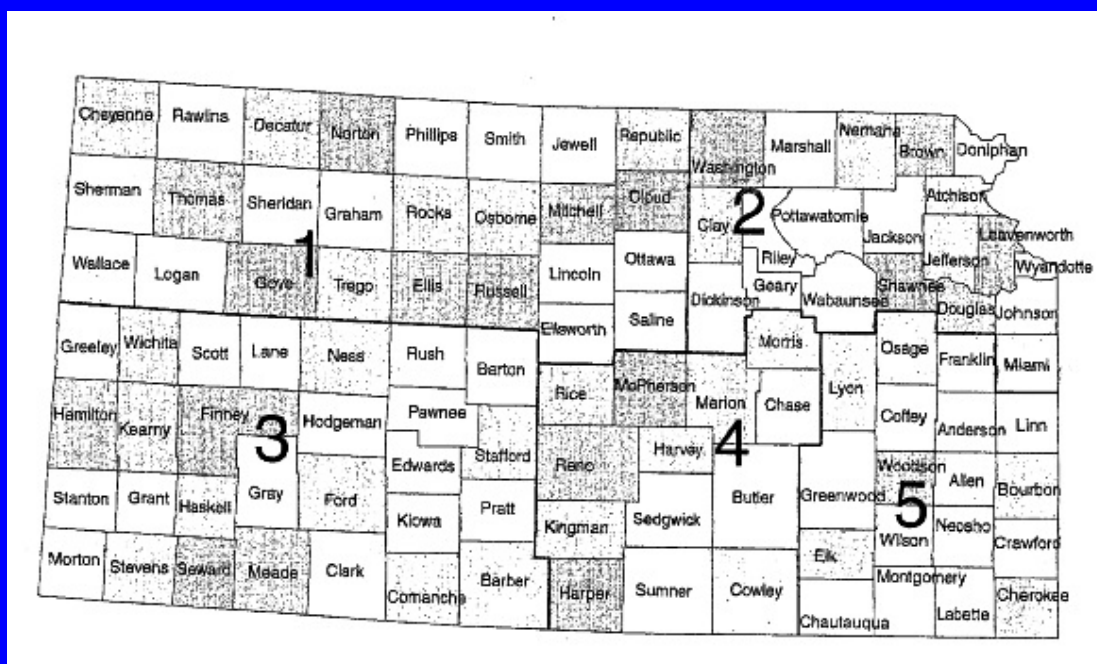 Cheyenne Rawlins Decatur Norton Phillips Smith Jewell Republic Washington Marshall Nemaha Brown Doniphan
Sherman Thomas Sheridan Graham Rooks Osborne Mitchell Cloud Clay 2 Pottawatomie Jackson Atchison
Riley Jefferson Leavenworth
Wallace Logan 1 Gove Trego Ellis Russell Lincoln Ottawa Geary Shawnee Wyandotte
Dickinson Wabaunsee Douglas Johnson
Ellsworth Saline
Greeley Wichita Scott Lane Ness Rush Barton Morris Osage Franklin Miami
Hamilton Kearny Finney 3 Hodgeman Pawnee Stafford Rice McPherson Marion Chase Lyon Coffey Anderson Linn
Edwards Reno Harvey 4 Woodson Allen Bourbon
Stanton Grant Haskell Gray Ford Kiowa Pratt Kingman Sedgwick Butler Greenwood 5 Wilson Neosho Crawford
Elk
Morton Stevens Seward Meade Clark Comanche Barber Harper Sumner Cowley Chautauqua Montgomery Labette Cherokee